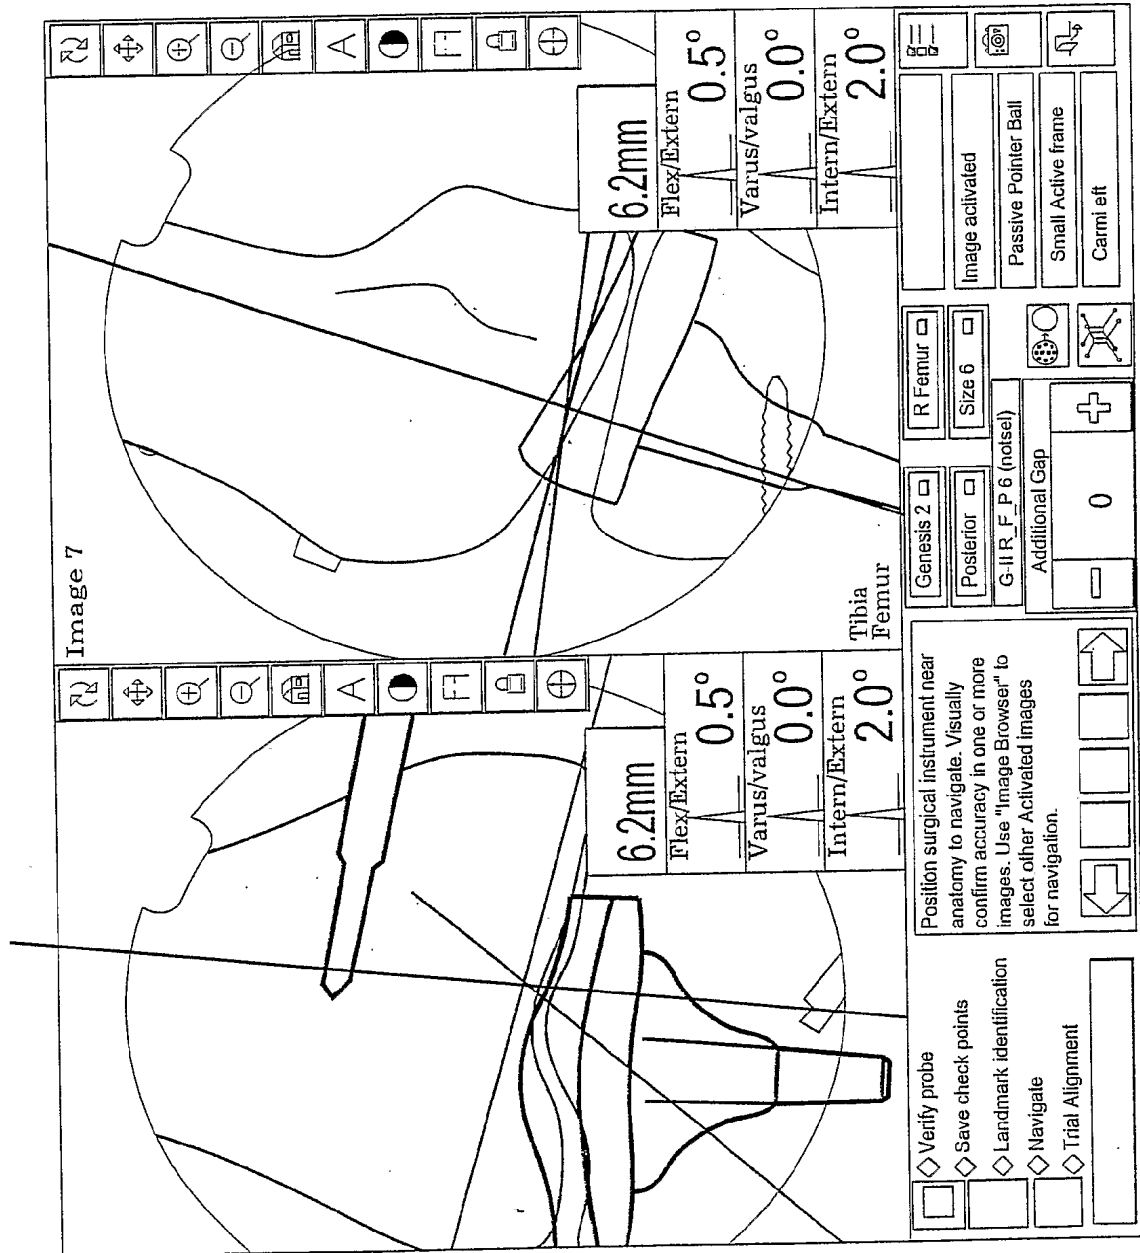 Image 7
6.2mm
Flex/Extern
0.5°
Varus/valgus
0.0°
Intern/Extern
2.0°
6.2mm
Flex/Extern
0.5°
Varus/valgus
0.0°
Intern/Extern
2.0°
Tibia
Femur
Verify probe
Save check points
Landmark identification
Navigate
Trial Alignment
Position surgical instrument near
anatomy to navigate. Visually
confirm accuracy in one or more
images. Use "Image Browser" to
select other Activated images
for navigation.
Genesis 2
R Femur
Posterior
Size 6
G-II R_F_P 6 (notsel)
Additional Gap
0
Image activated
Passive Pointer Ball
Small Active frame
Carmi eft